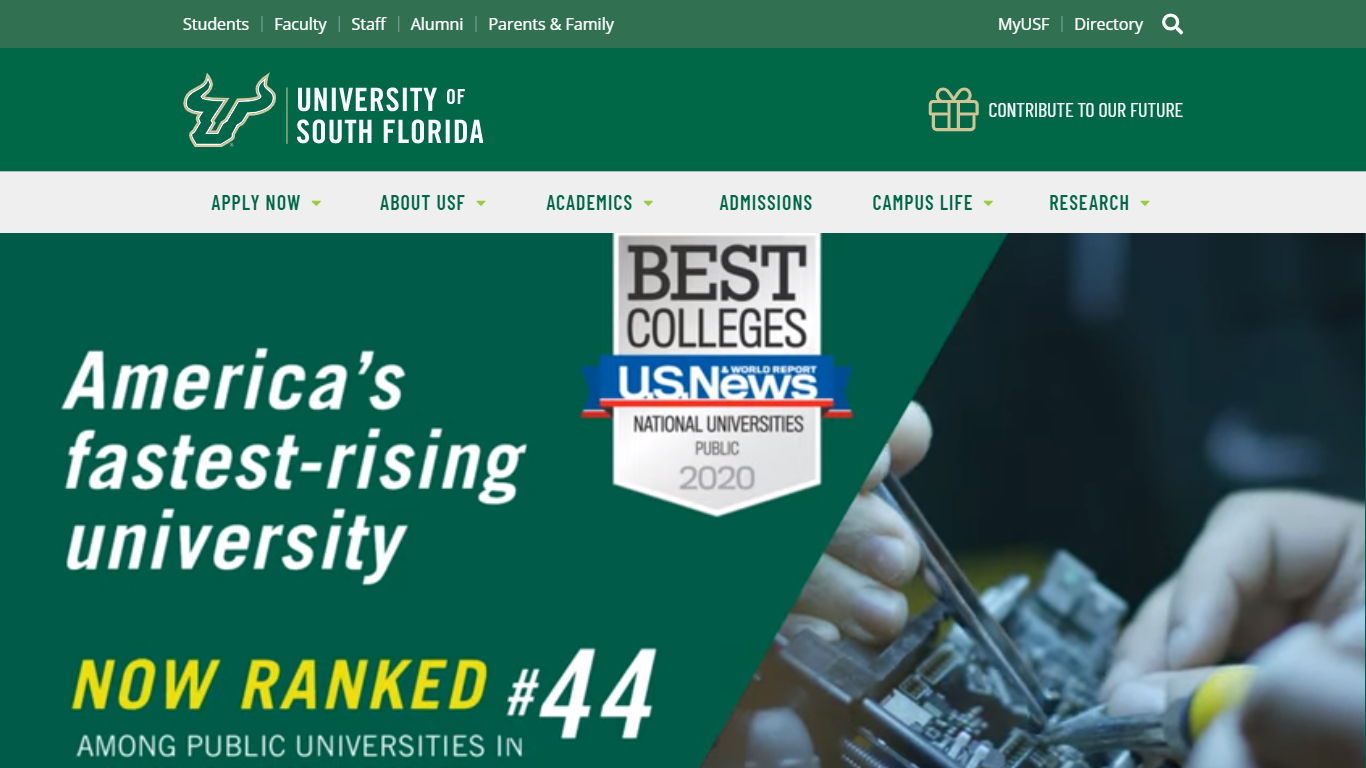 Students
Faculty
Staff
Alumni
Parents & Family
MyUSF
Directory
UNIVERSITY OF
SOUTH FLORIDA
CONTRIBUTE TO OUR FUTURE
APPLY NOW
ABOUT USF
ACADEMICS
ADMISSIONS
CAMPUS LIFE
RESEARCH
BEST
COLLEGES
U.S.News & WORLD REPORT
NATIONAL UNIVERSITIES
PUBLIC
2020
America's
fastest-rising
university
NOW RANKED #44
AMONG PUBLIC UNIVERSITIES IN